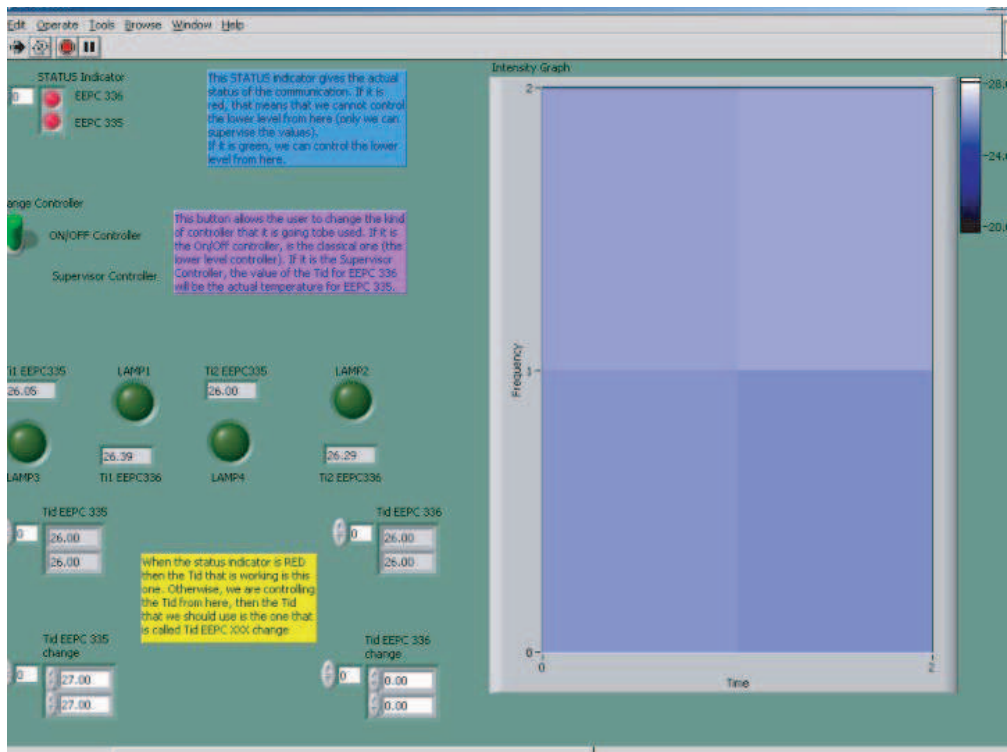 Edit Operate Tools Browse Window Help
STATUS Indicator
0
EEPC 336
EEPC 335
This STATUS indicator gives the actual
status of the communication. If it is
red, that means that we cannot control
the lower level from here (only we can
supervise the values).
If it is green, we can control the lower
level from here.
ange Controller
ON/OFF Controller
Supervisor Controller
This button allows the user to change the kind
of controller that it is going tobe used. If it is
the On/Off controller, is the classical one (the
lower level controller). If it is the Supervisor
Controller, the value of the Tid for EEPC 336
will be the actual temperature for EEPC 335.
Ti1 EEPC335
26.05
LAMP1
Ti2 EEPC335
26.00
LAMP2
LAMP3
26.39
Ti1 EEPC336
LAMP4
26.29
Ti2 EEPC336
Tid EEPC 335
0
26.00
26.00
Tid EEPC 336
0
26.00
26.00
When the status indicator is RED
then the Tid that is working is this
one. Otherwise, we are controlling
the Tid from here, then the Tid
that we should use is the one that
is called Tid EEPC XXX change
Tid EEPC 335
change
0
27.00
27.00
Tid EEPC 336
change
0
0.00
0.00
Intensity Graph
2
1
0
Frequency
0
2
Time
-28.0
-24.0
-20.0